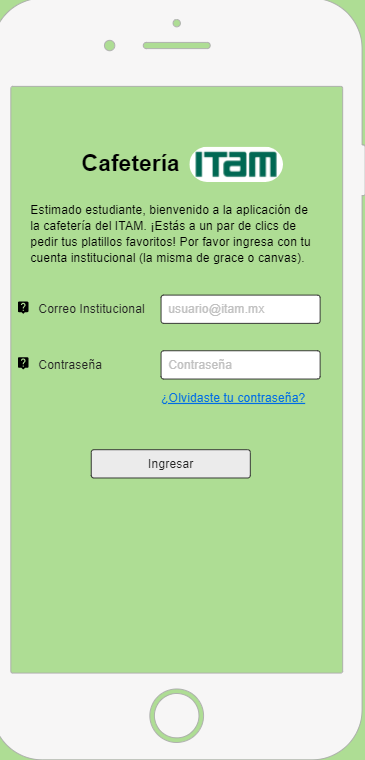 Cafetería ITAM
Estimado estudiante, bienvenido a la aplicación de
la cafetería del ITAM. ¡Estás a un par de clics de
pedir tus platillos favoritos! Por favor ingresa con tu
cuenta institucional (la misma de grace o canvas).
? Correo Institucional usuario@itam.mx
? Contraseña Contraseña
¿Olvidaste tu contraseña?
Ingresar